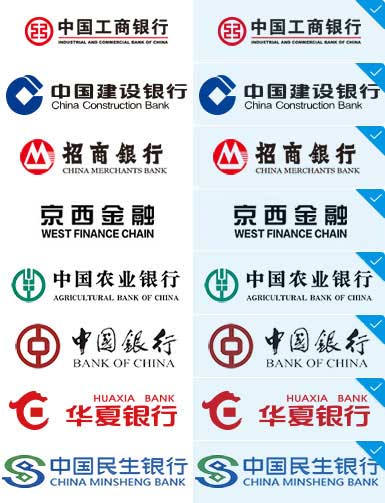 中国工商银行
INDUSTRIAL AND COMMERCIAL BANK OF CHINA
中国工商银行
INDUSTRIAL AND COMMERCIAL BANK OF CHINA
中国建设银行
China Construction Bank
中国建设银行
China Construction Bank
招商銀行
CHINA MERCHANTS BANK
招商銀行
CHINA MERCHANTS BANK
京西金融
WEST FINANCE CHAIN
京西金融
WEST FINANCE CHAIN
中国农业银行
AGRICULTURAL BANK OF CHINA
中国农业银行
AGRICULTURAL BANK OF CHINA
中國銀行
BANK OF CHINA
中國銀行
BANK OF CHINA
HUAXIA BANK
华夏银行
HUAXIA BANK
华夏银行
中国民生银行
CHINA MINSHENG BANK
中国民生银行
CHINA MINSHENG BANK